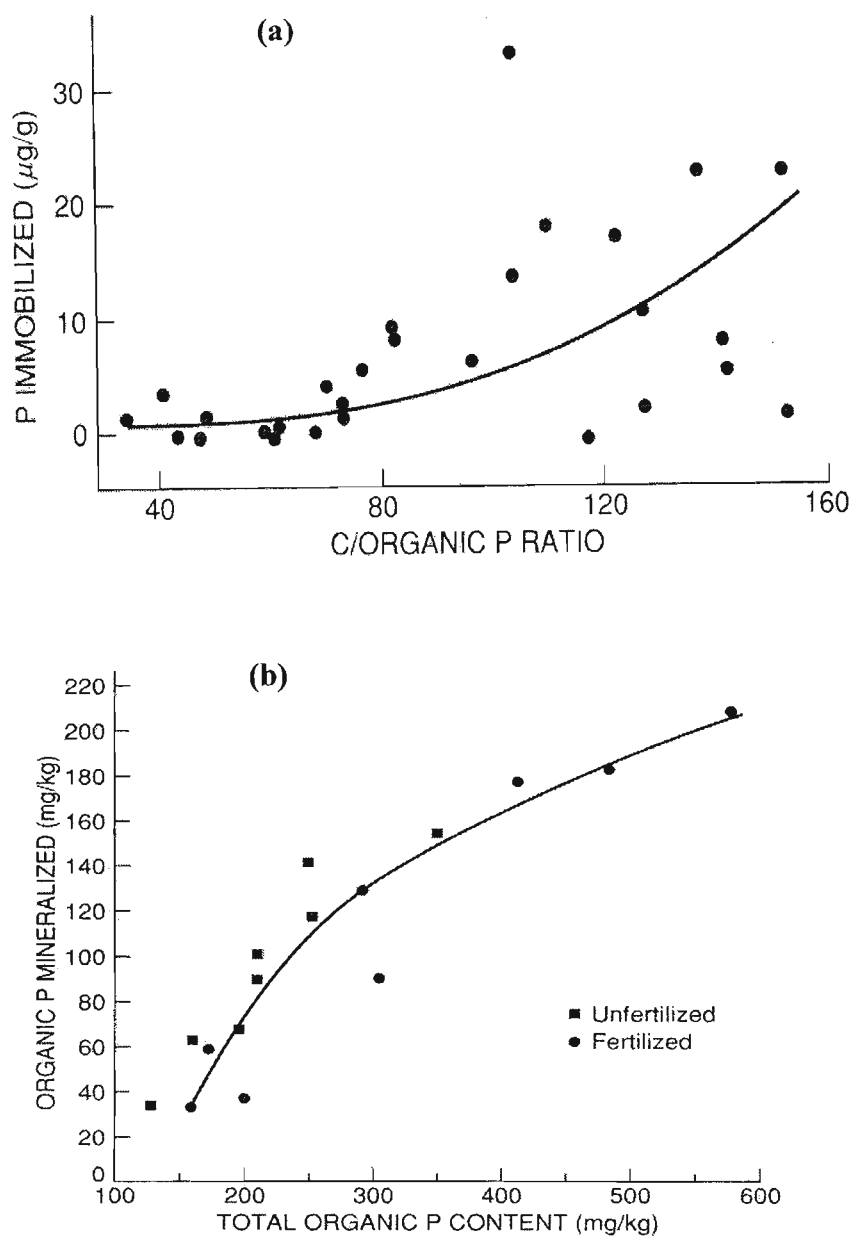 (a)
P IMMOBILIZED (µg/g)
30
20
10
0
40 80 120 160
C/ORGANIC P RATIO
(b)
ORGANIC P MINERALIZED (mg/kg)
220
200
180
160
140
120
100
80
60
40
20
0
Unfertilized
Fertilized
100 200 300 400 500 600
TOTAL ORGANIC P CONTENT (mg/kg)